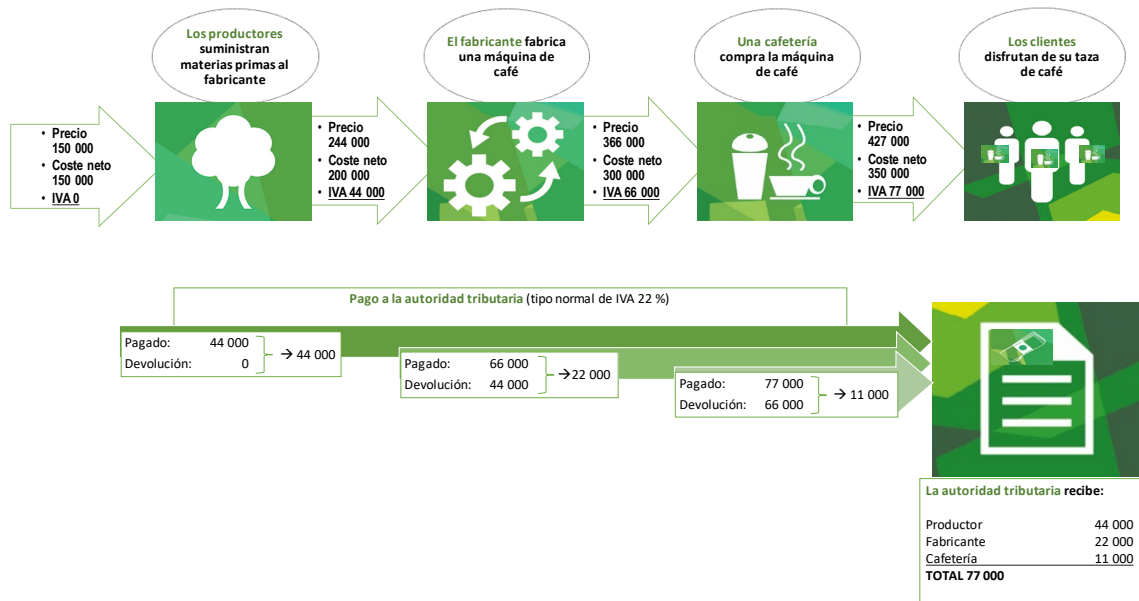 Los productores
suministran
materias primas al
fabricante
El fabricante fabrica
una máquina de
café
Una cafetería
compra la máquina
de café
Los clientes
disfrutan de su taza
de café
• Precio
150 000
• Coste neto
150 000
• IVA 0
• Precio
244 000
• Coste neto
200 000
• IVA 44 000
• Precio
366 000
• Coste neto
300 000
• IVA 66 000
• Precio
427 000
• Coste neto
350 000
• IVA 77 000
Pago a la autoridad tributaria (tipo normal de IVA 22 %)
Pagado: 44 000
Devolución: 0
→ 44 000
Pagado: 66 000
Devolución: 44 000
→22 000
Pagado: 77 000
Devolución: 66 000
→ 11 000
La autoridad tributaria recibe:
Productor 44 000
Fabricante 22 000
Cafetería 11 000
TOTAL 77 000